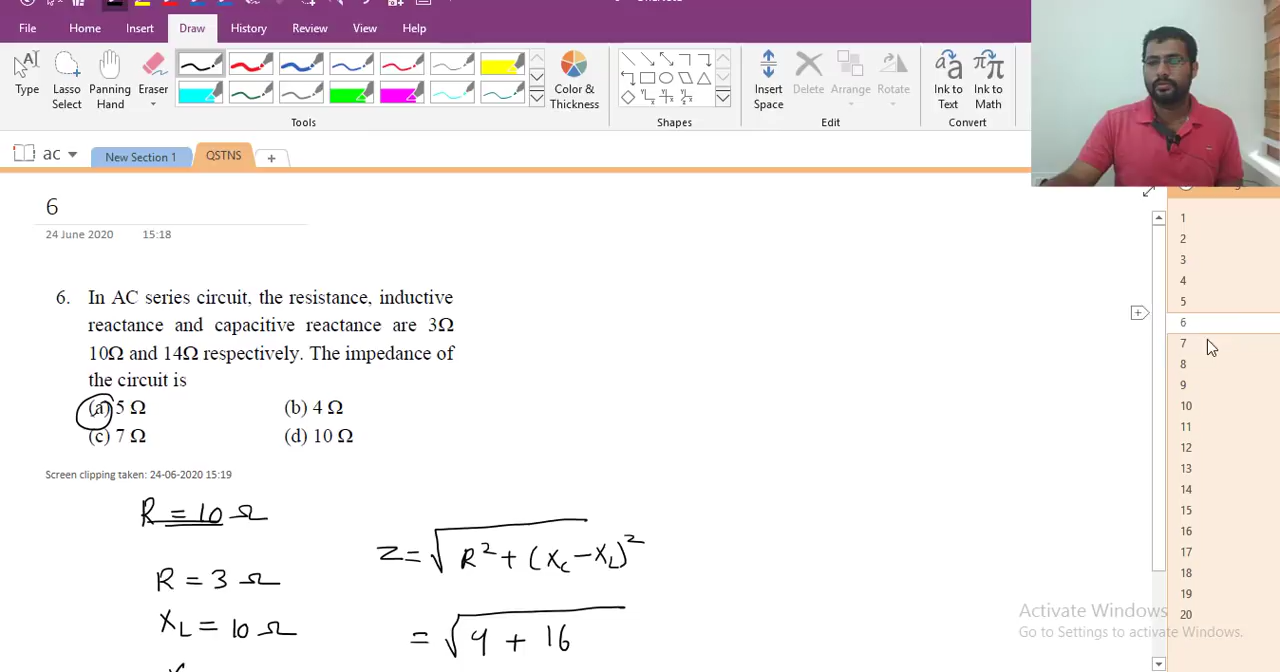 File Home Insert Draw History Review View Help
Type Lasso Select Panning Hand Eraser Color & Thickness Insert Space Delete Arrange Rotate Ink to Text Ink to Math
Tools Shapes Edit Convert
ac New Section 1 QSTNS +
6
24 June 2020 15:18
6. In AC series circuit, the resistance, inductive
reactance and capacitive reactance are 3Ω
10Ω and 14Ω respectively. The impedance of
the circuit is
(a) 5 Ω (b) 4 Ω
(c) 7 Ω (d) 10 Ω
Screen clipping taken: 24-06-2020 15:19
R = 10 Ω
R = 3 Ω
X_L = 10 Ω
Z = √R² + (X_C - X_L)²
= √9 + 16
1
2
3
4
5
6
7
8
9
10
11
12
13
14
15
16
17
18
19
20
Activate Windows
Go to Settings to activate Windows.